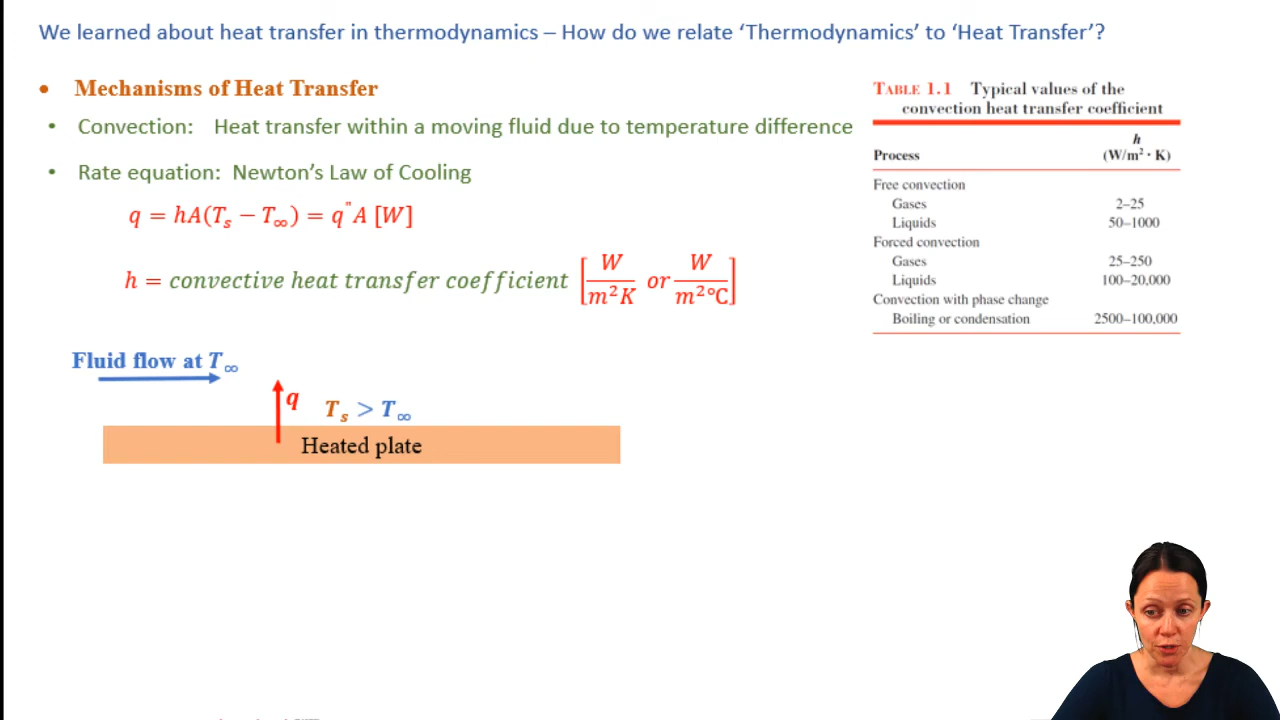 We learned about heat transfer in thermodynamics – How do we relate ‘Thermodynamics’ to ‘Heat Transfer’?
• Mechanisms of Heat Transfer
• Convection: Heat transfer within a moving fluid due to temperature difference
• Rate equation: Newton’s Law of Cooling
q = hA(Tₛ − T∞) = q"A [W]
h = convective heat transfer coefficient [W/m²K or W/m²°C]
Fluid flow at T∞
q
Tₛ > T∞
Heated plate
TABLE 1.1 Typical values of the
convection heat transfer coefficient
h
Process (W/m² · K)
Free convection
Gases 2–25
Liquids 50–1000
Forced convection
Gases 25–250
Liquids 100–20,000
Convection with phase change
Boiling or condensation 2500–100,000